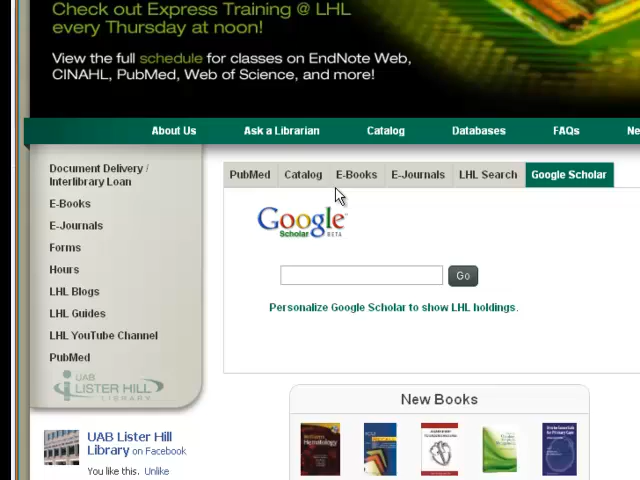 Check out Express Training @ LHL
every Thursday at noon!
View the full schedule for classes on EndNote Web,
CINAHL, PubMed, Web of Science, and more!
About Us Ask a Librarian Catalog Databases FAQs Ne
Document Delivery /
Interlibrary Loan
E-Books
E-Journals
Forms
Hours
LHL Blogs
LHL Guides
LHL YouTube Channel
PubMed
UAB
LISTER HILL
LIBRARY
UAB Lister Hill
Library on Facebook
You like this. Unlike
PubMed Catalog E-Books E-Journals LHL Search Google Scholar
Google
Scholar BETA
Go
Personalize Google Scholar to show LHL holdings.
New Books
Hematology